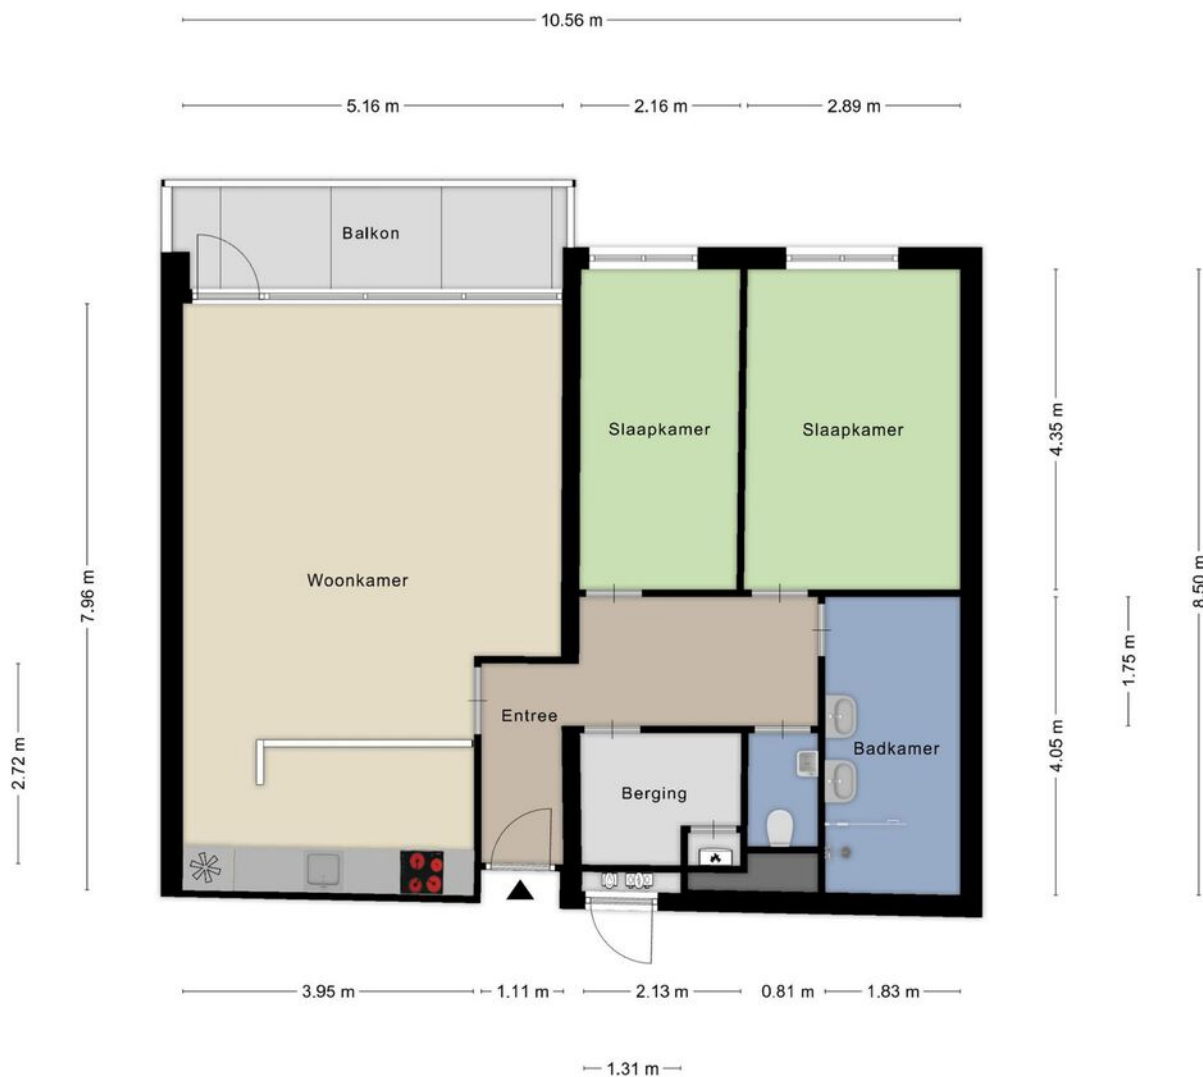 10.56 m
5.16 m
2.16 m
2.89 m
Balkon
Slaapkamer
Slaapkamer
4.35 m
7.96 m
Woonkamer
8.50 m
1.75 m
Entree
Badkamer
4.05 m
2.72 m
Berging
3.95 m
1.11 m
2.13 m
0.81 m
1.83 m
1.31 m